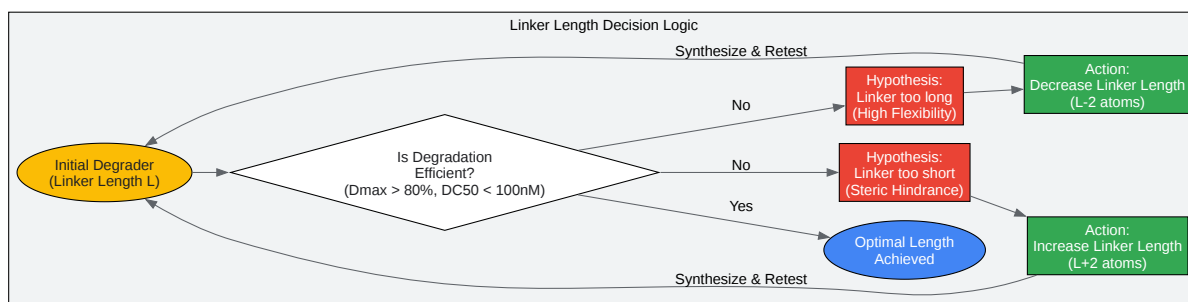 Linker Length Decision Logic
Synthesize & Retest
Initial Degrader
(Linker Length L)
Is Degradation
Efficient?
(Dmax > 80%, DC50 < 100nM)
No
Hypothesis:
Linker too long
(High Flexibility)
Action:
Decrease Linker Length
(L-2 atoms)
No
Hypothesis:
Linker too short
(Steric Hindrance)
Action:
Increase Linker Length
(L+2 atoms)
Yes
Optimal Length
Achieved
Synthesize & Retest